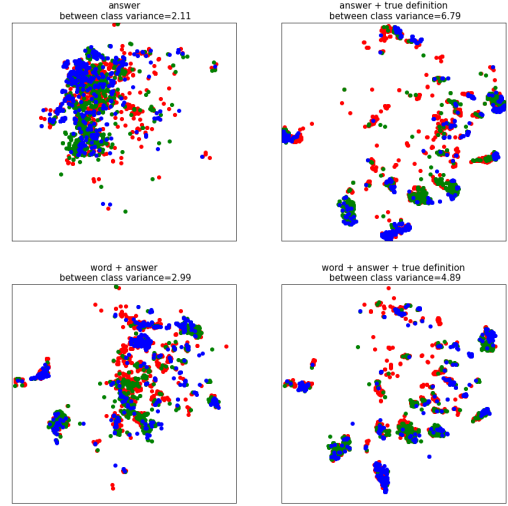 answer
between class variance=2.11
answer + true definition
between class variance=6.79
word + answer
between class variance=2.99
word + answer + true definition
between class variance=4.89